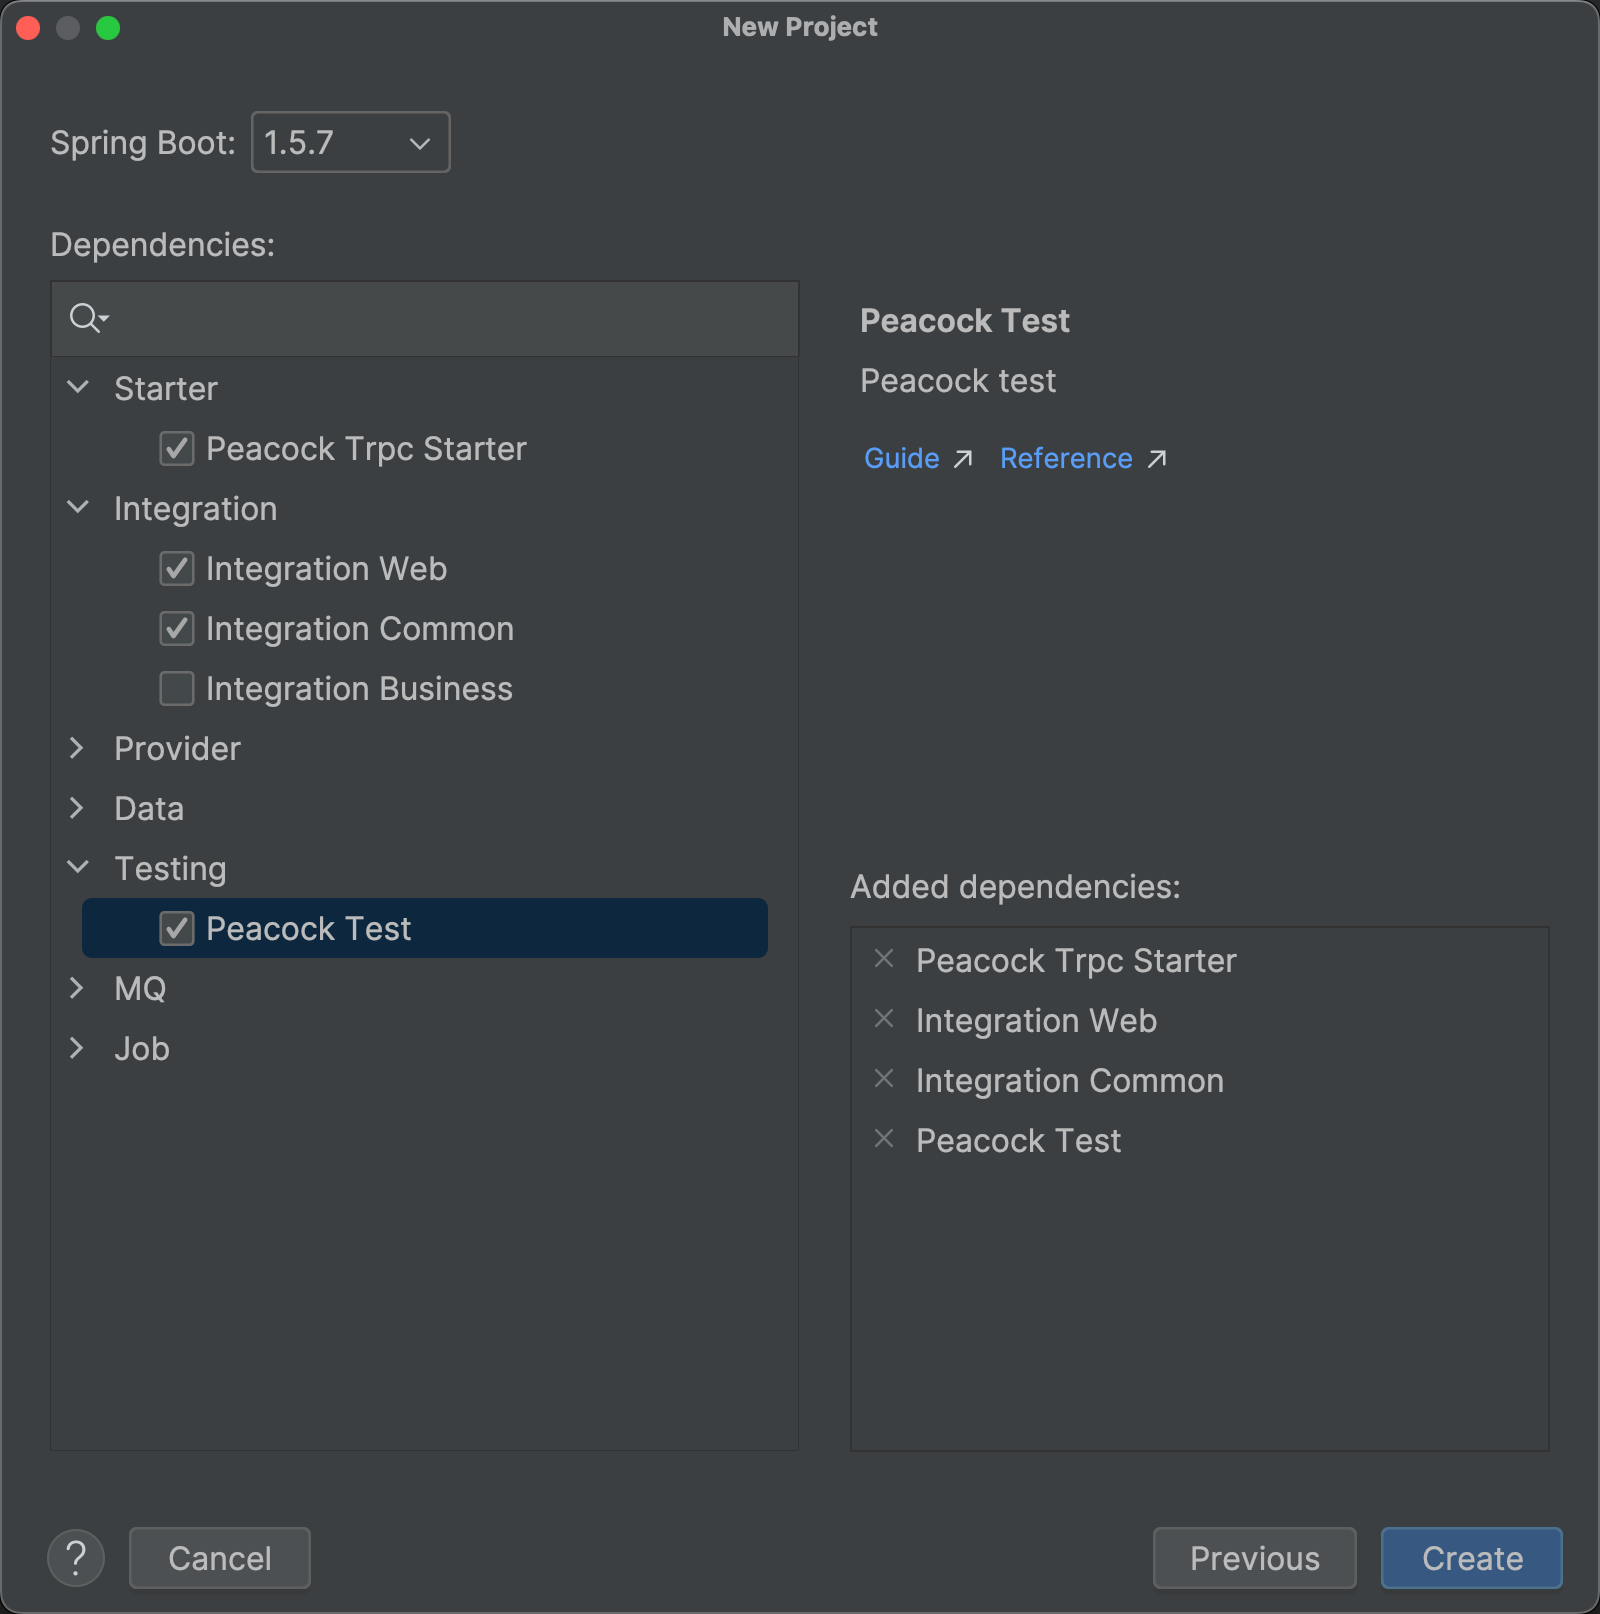 New Project
Spring Boot: 1.5.7
Dependencies:
Starter
Peacock Trpc Starter
Integration
Integration Web
Integration Common
Integration Business
Provider
Data
Testing
Peacock Test
MQ
Job
Peacock Test
Peacock test
Guide Reference
Added dependencies:
Peacock Trpc Starter
Integration Web
Integration Common
Peacock Test
? Cancel Previous Create